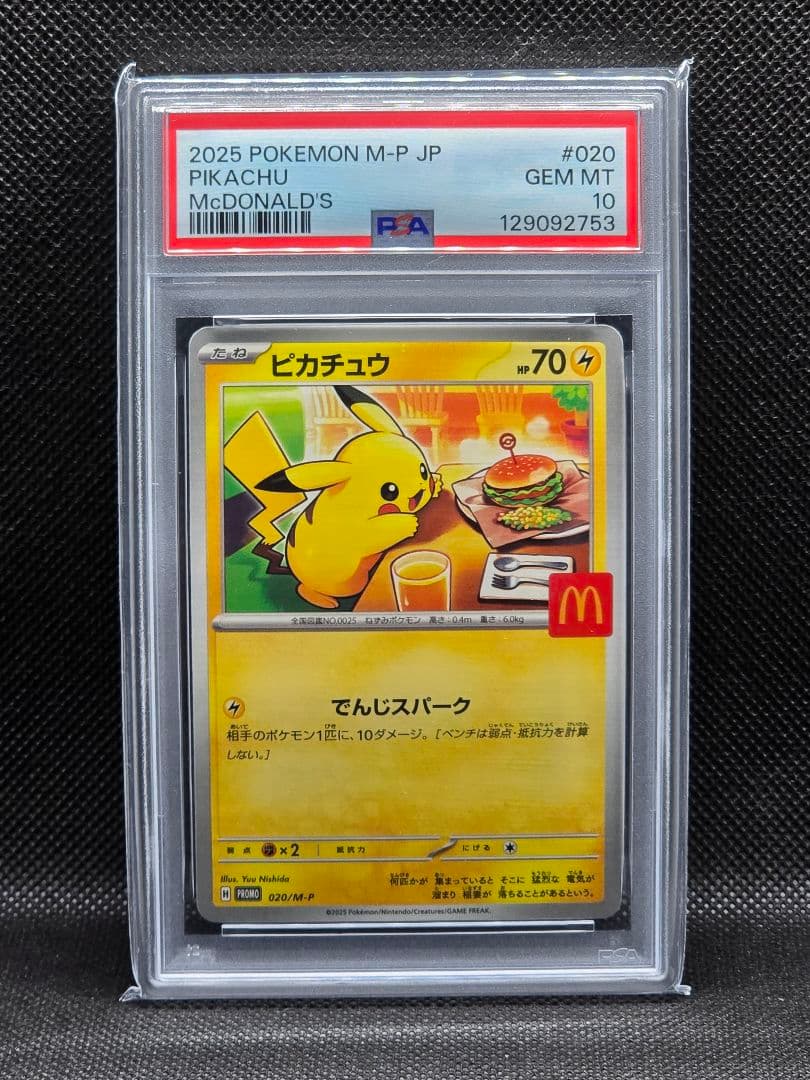 2025 POKEMON M-P JP #020
PIKACHU GEM MT
McDONALD'S 10
PSA 129092753
たね ピカチュウ HP70
全国図鑑NO.0025 ねずみポケモン 高さ:0.4m 重さ:6.0kg
でんじスパーク
相手のポケモン1匹に、10ダメージ。[ベンチは弱点・抵抗力を計算
しない。]
弱点 ×2 抵抗力 にげる
Illus. Yuu Nishida
何匹かが 集まっていると そこに 猛烈な 電気が
溜まり 稲妻が 落ちることがあるという。
PROMO 020/M-P
©2025 Pokémon/Nintendo/Creatures/GAME FREAK.
PSA